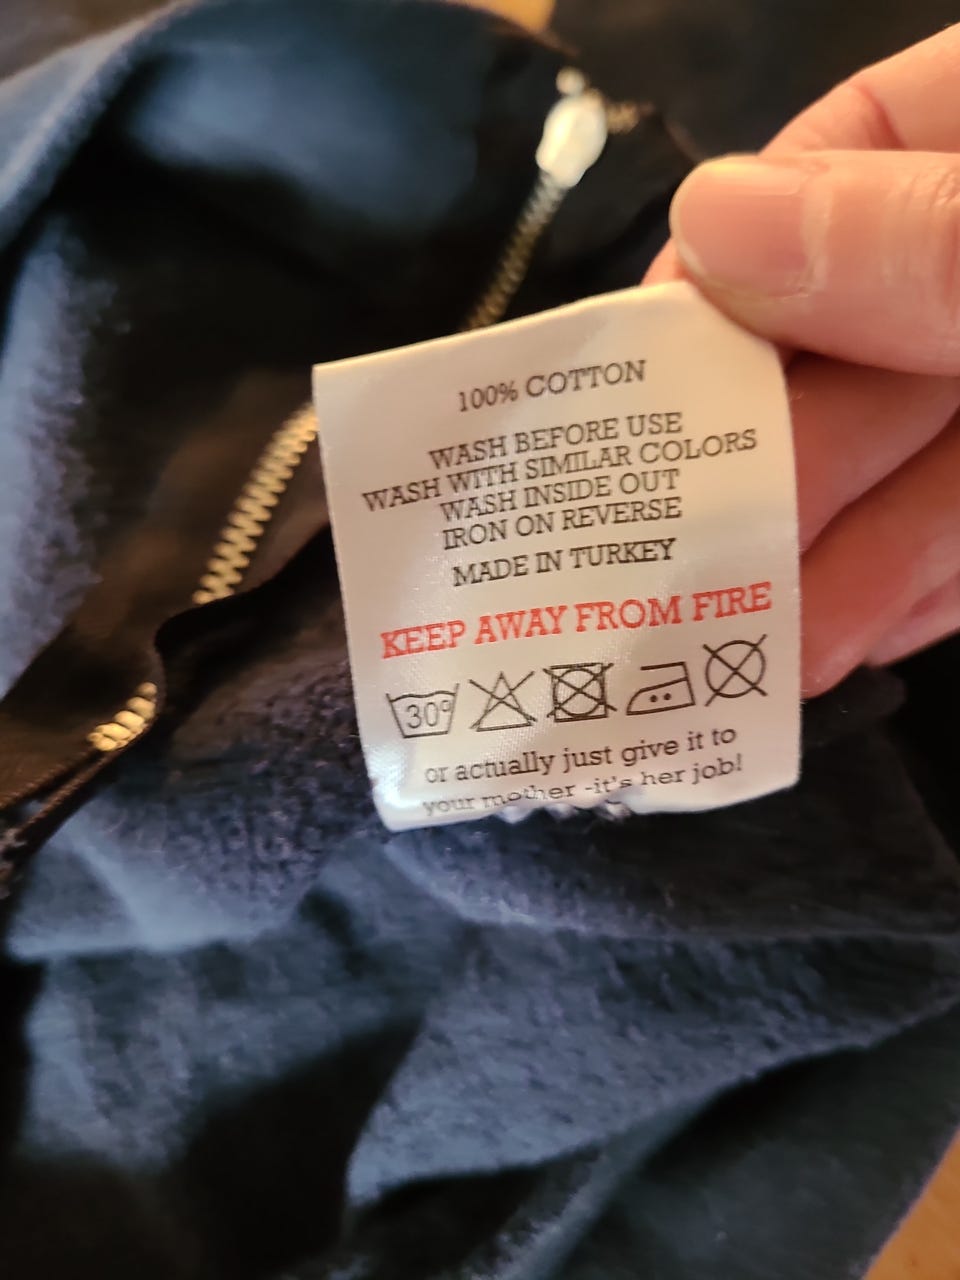 100% COTTON
WASH BEFORE USE
WASH WITH SIMILAR COLORS
WASH INSIDE OUT
IRON ON REVERSE
MADE IN TURKEY
KEEP AWAY FROM FIRE
30°
or actually just give it to
your mother -it's her job!